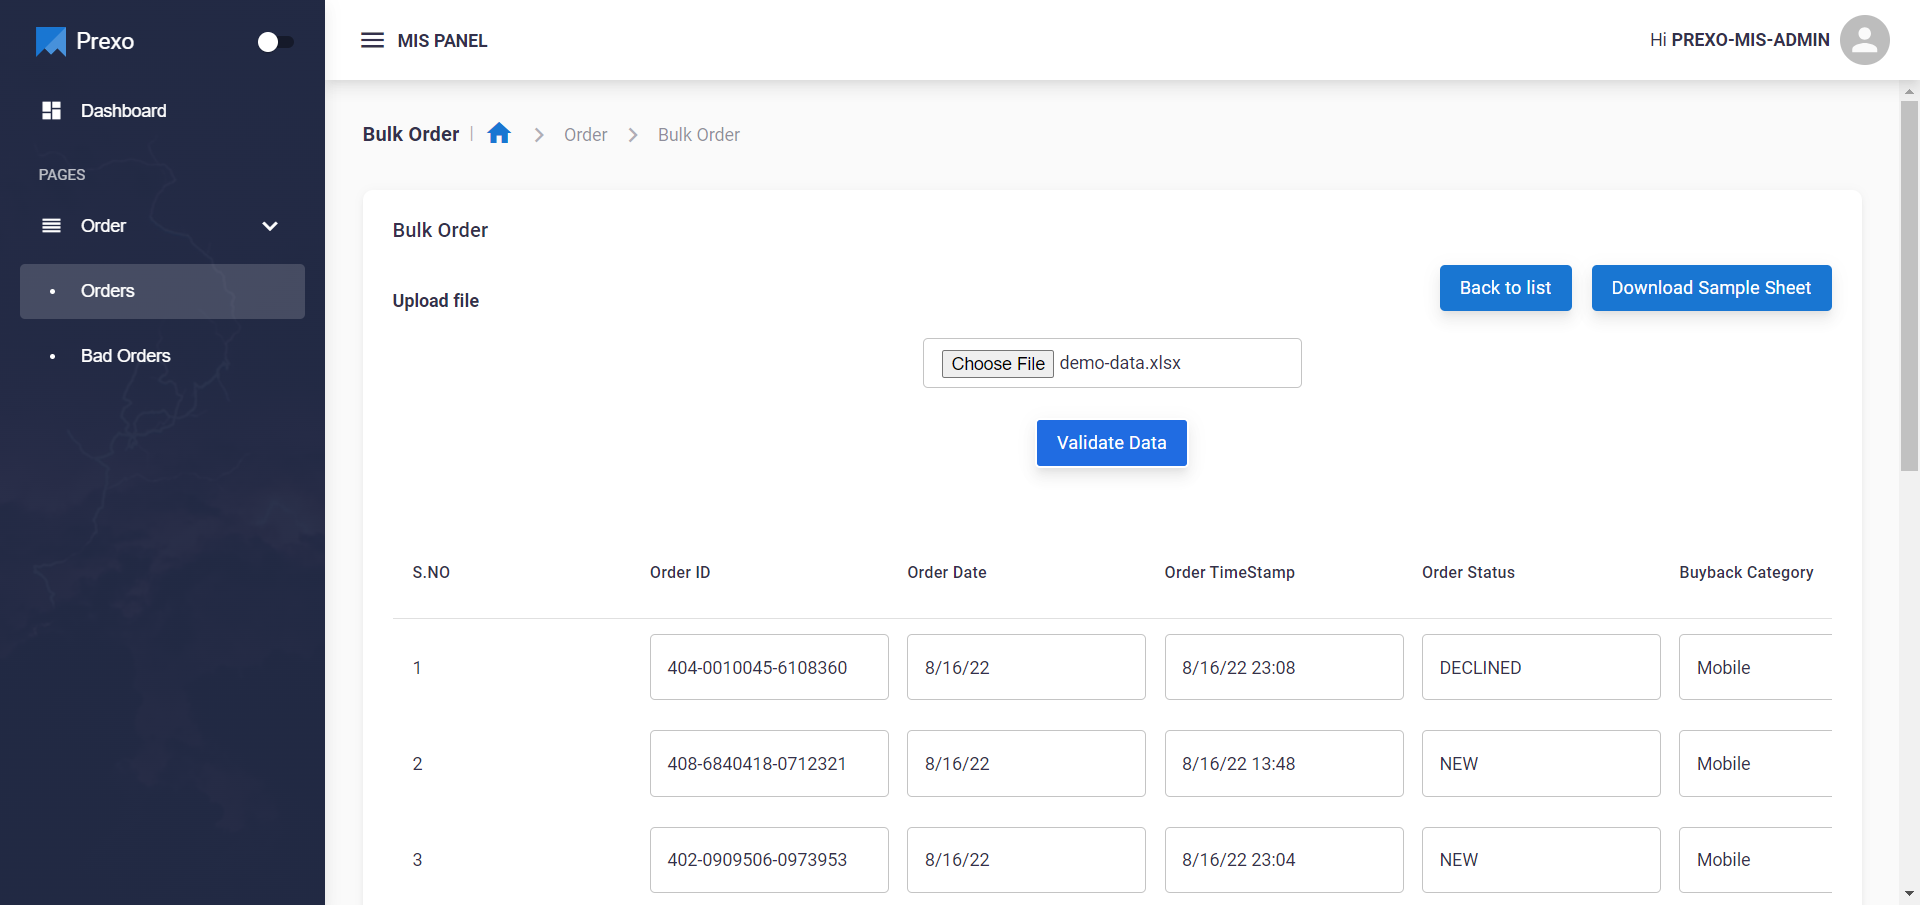 Prexo
Dashboard
PAGES
Order
Orders
Bad Orders
MIS PANEL
Hi PREXO-MIS-ADMIN
Bulk Order | Order Bulk Order
Bulk Order
Upload file
Back to list
Download Sample Sheet
Choose File demo-data.xlsx
Validate Data
S.NO Order ID Order Date Order TimeStamp Order Status Buyback Category
1 404-0010045-6108360 8/16/22 8/16/22 23:08 DECLINED Mobile
2 408-6840418-0712321 8/16/22 8/16/22 13:48 NEW Mobile
3 402-0909506-0973953 8/16/22 8/16/22 23:04 NEW Mobile